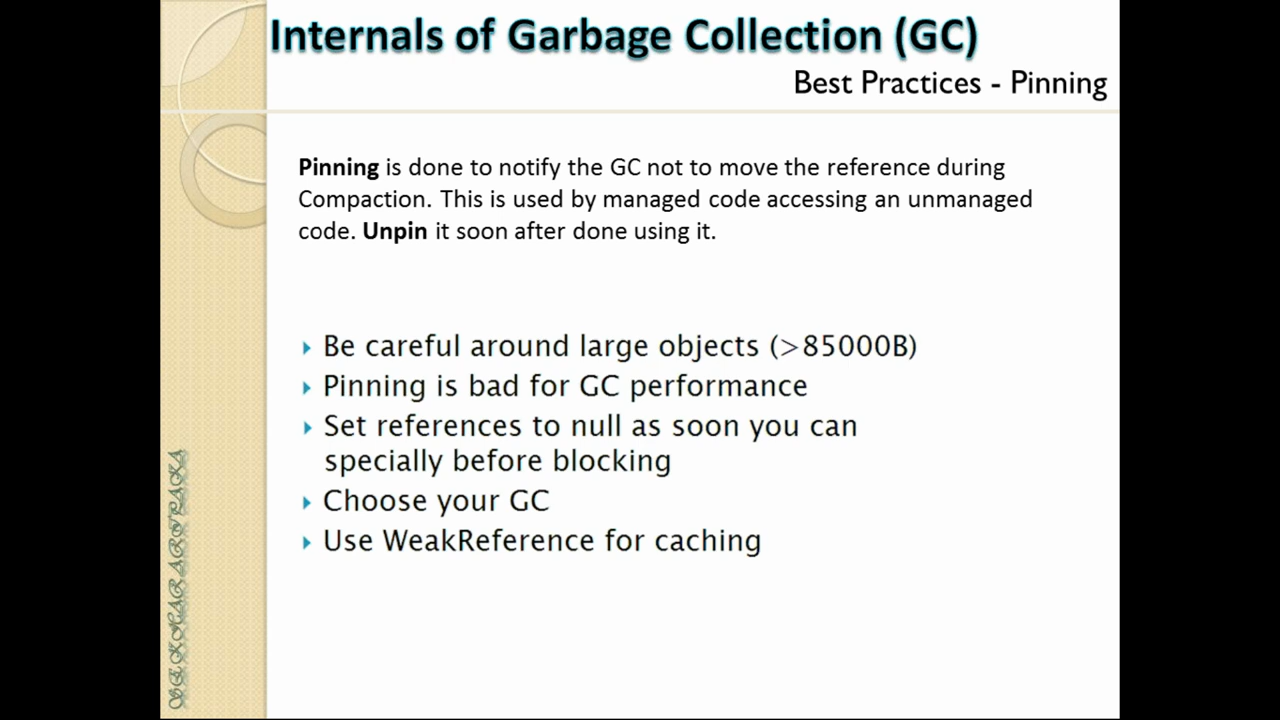 Internals of Garbage Collection (GC)
Best Practices - Pinning
Pinning is done to notify the GC not to move the reference during
Compaction. This is used by managed code accessing an unmanaged
code. Unpin it soon after done using it.
Be careful around large objects (>85000B)
Pinning is bad for GC performance
Set references to null as soon you can
specially before blocking
Choose your GC
Use WeakReference for caching